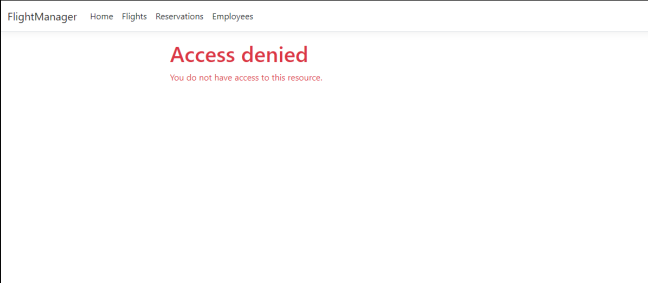 FlightManager Home Flights Reservations Employees
Access denied
You do not have access to this resource.